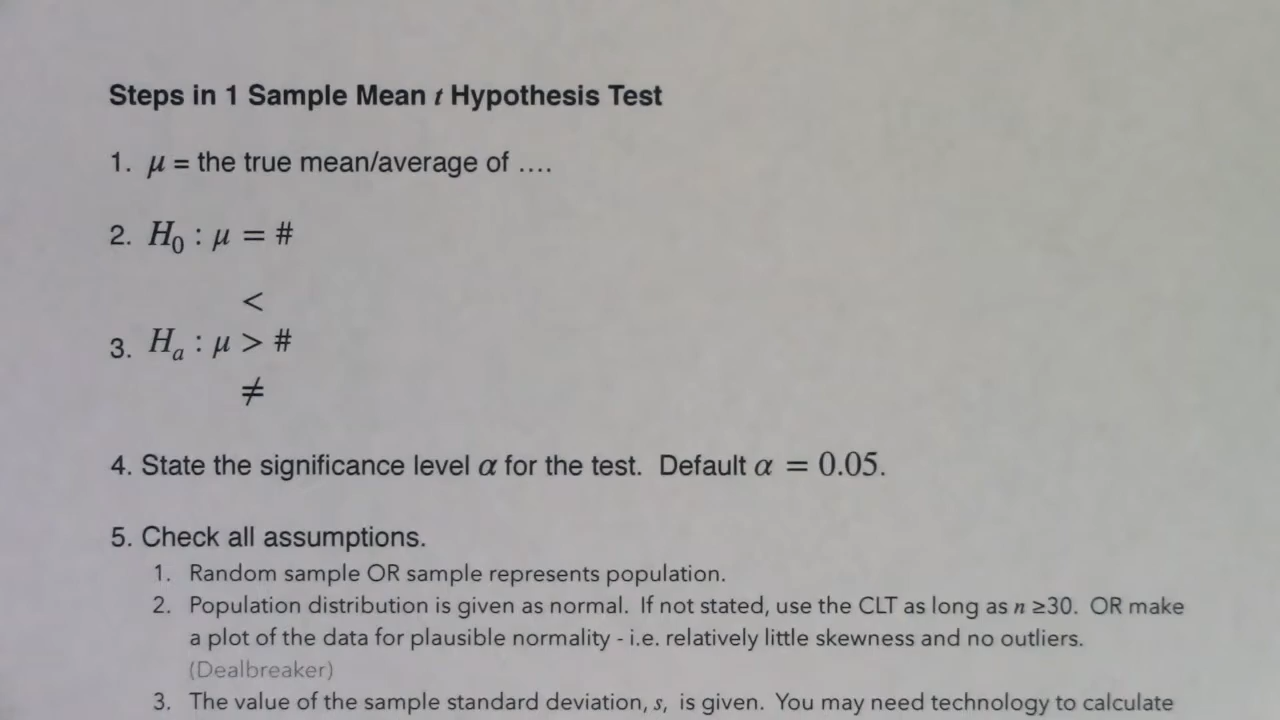 Steps in 1 Sample Mean t Hypothesis Test
1. μ = the true mean/average of ....
2. H₀ : μ = #
<
3. Hₐ : μ > #
≠
4. State the significance level α for the test. Default α = 0.05.
5. Check all assumptions.
1. Random sample OR sample represents population.
2. Population distribution is given as normal. If not stated, use the CLT as long as n ≥30. OR make
a plot of the data for plausible normality - i.e. relatively little skewness and no outliers.
(Dealbreaker)
3. The value of the sample standard deviation, s, is given. You may need technology to calculate